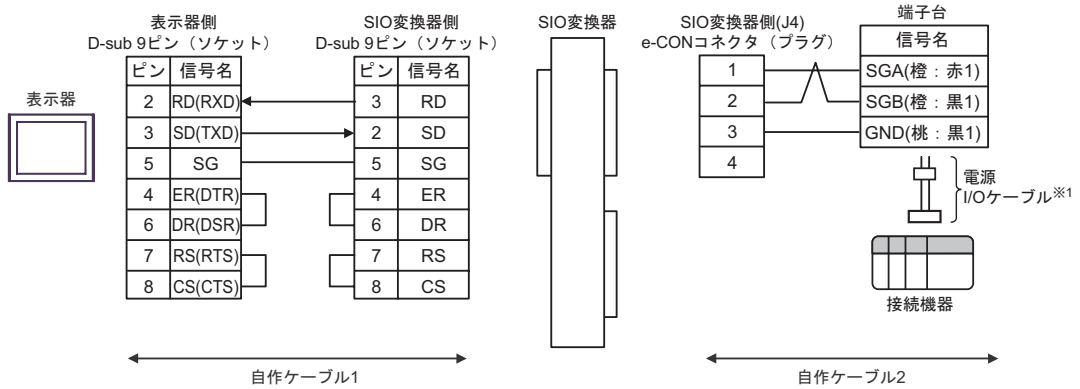 表示器
表示器側
D-sub 9ピン（ソケット）
ピン 信号名
2 RD(RXD)
3 SD(TXD)
5 SG
4 ER(DTR)
6 DR(DSR)
7 RS(RTS)
8 CS(CTS)
SIO変換器側
D-sub 9ピン（ソケット）
ピン 信号名
3 RD
2 SD
5 SG
4 ER
6 DR
7 RS
8 CS
自作ケーブル1
SIO変換器
SIO変換器側(J4)
e-CONコネクタ（プラグ）
1
2
3
4
端子台
信号名
SGA(橙：赤1)
SGB(橙：黒1)
GND(桃：黒1)
電源
I/Oケーブル※1
接続機器
自作ケーブル2